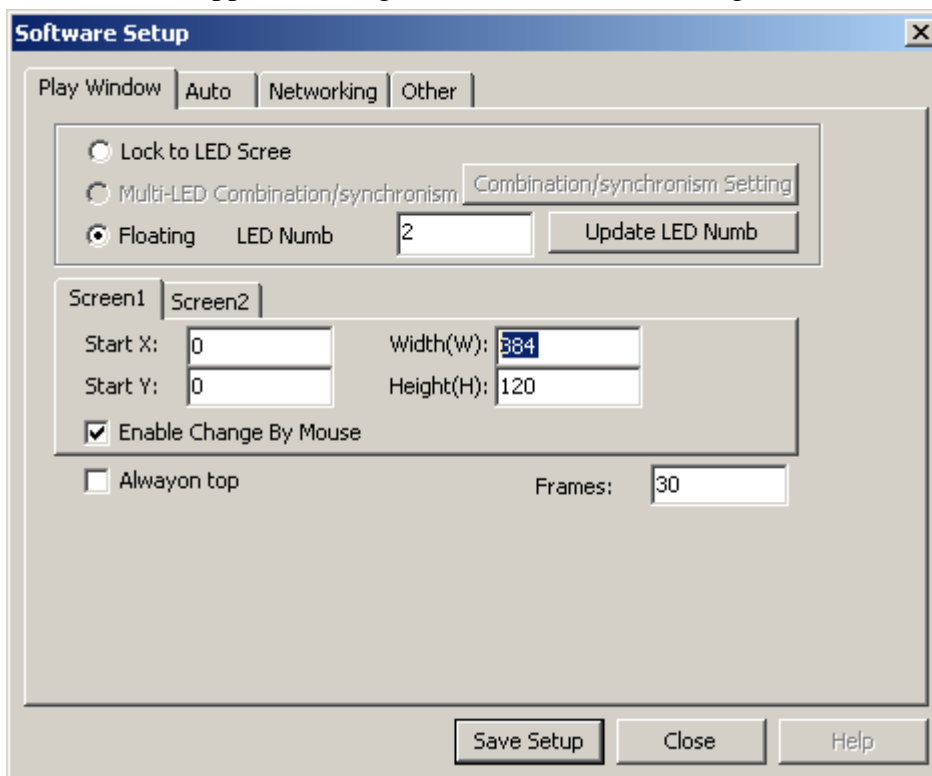 Software Setup
Play Window Auto Networking Other
Lock to LED Scree
Multi-LED Combination/synchronism Combination/synchronism Setting
Floating LED Numb 2 Update LED Numb
Screen1 Screen2
Start X: 0 Width(W): 384
Start Y: 0 Height(H): 120
Enable Change By Mouse
Alwayon top Frames: 30
Save Setup Close Help